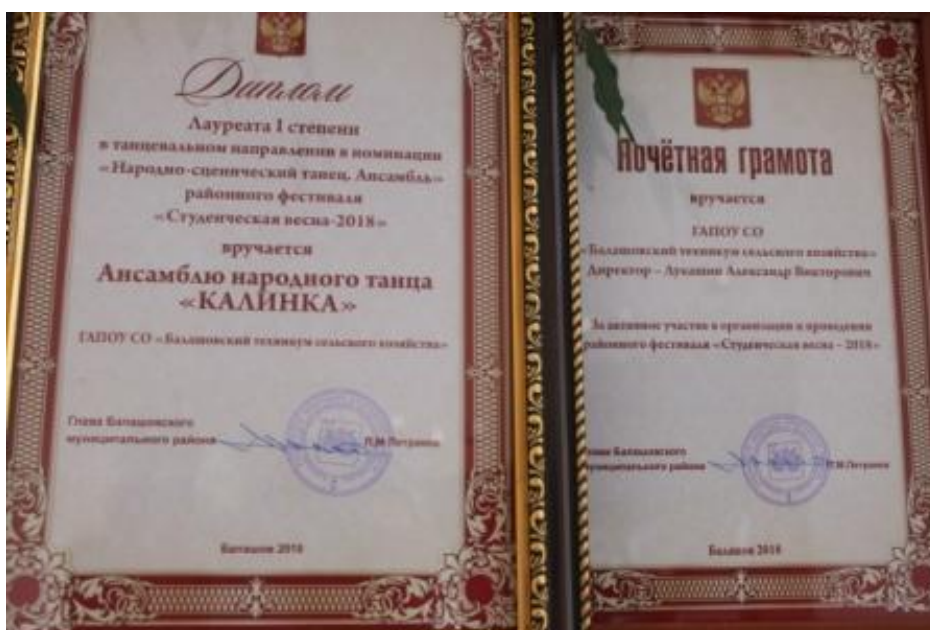 Диплом
Лауреата I степени
в танцевальном направлении в номинации
«Народно-сценический танец. Ансамбль»
районного фестиваля
«Студенческая весна-2018»
вручается
Ансамблю народного танца
«КАЛИНКА»
ГАПОУ СО «Балашовский техникум сельского хозяйства»
Глава Балашовского
муниципального района
П.М.Петраков
Балашов 2018
Почётная грамота
вручается
ГАПОУ СО
«Балашовский техникум сельского хозяйства»
Директор – Лукашин Александр Викторович
За активное участие в организации и проведении
районного фестиваля «Студенческая весна – 2018»
Глава Балашовского
муниципального района
П.М.Петраков
Балашов 2018